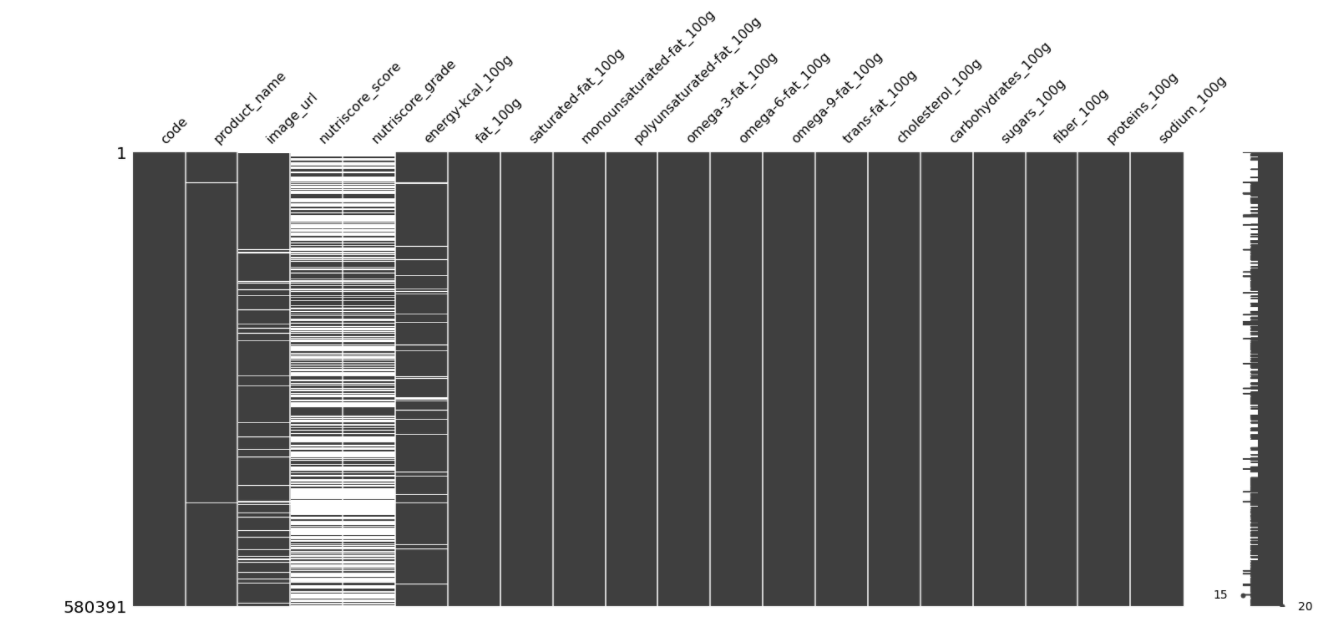 code
product_name
image_url
nutriscore_score
nutriscore_grade
energy-kcal_100g
fat_100g
saturated-fat_100g
monounsaturated-fat_100g
polyunsaturated-fat_100g
omega-3-fat_100g
omega-6-fat_100g
omega-9-fat_100g
trans-fat_100g
cholesterol_100g
carbohydrates_100g
sugars_100g
fiber_100g
proteins_100g
sodium_100g
1
580391
15
20